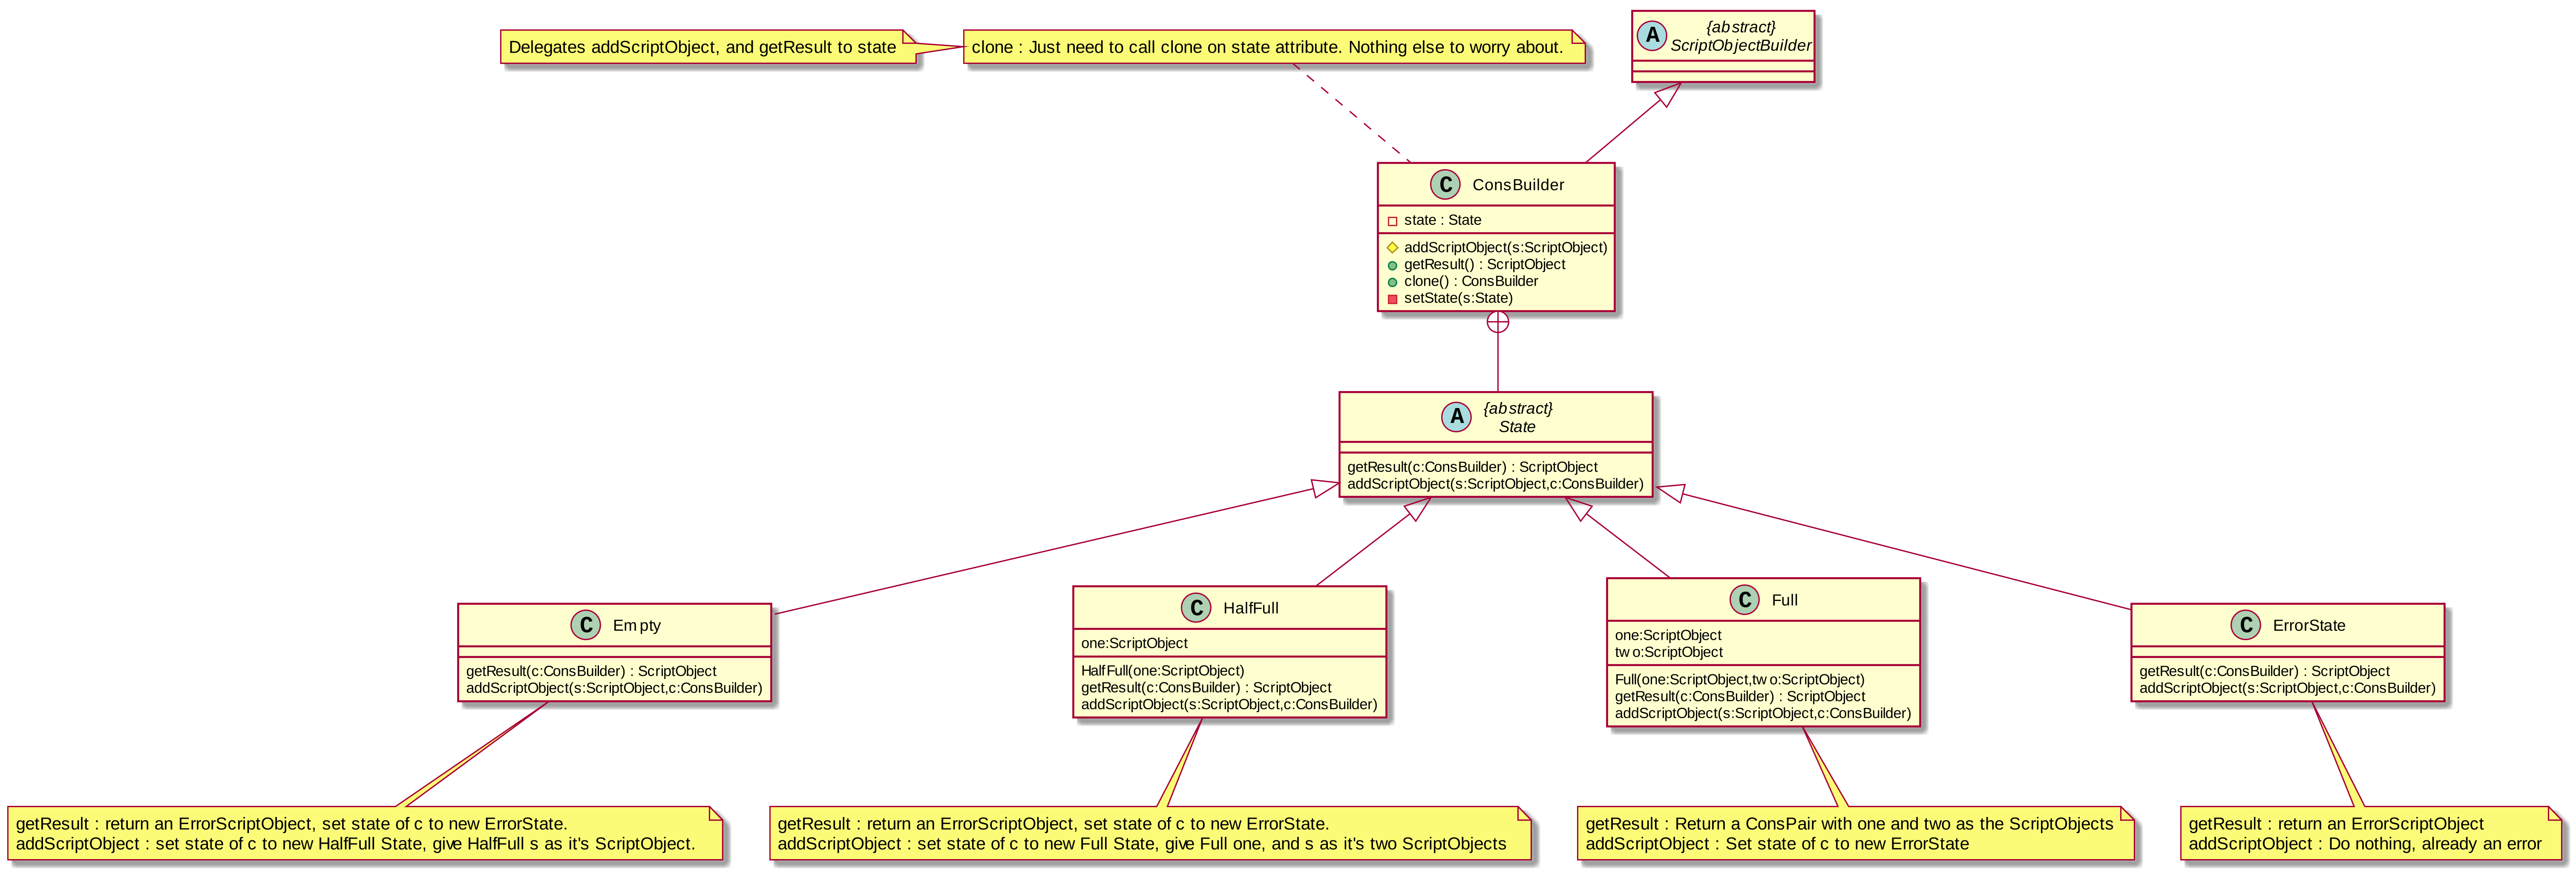 Delegates addScriptObject, and getResult to state
clone : Just need to call clone on state attribute. Nothing else to worry about.
A
{abstract}
ScriptObjectBuilder
C ConsBuilder
state : State
addScriptObject(s:ScriptObject)
getResult() : ScriptObject
clone() : ConsBuilder
setState(s:State)
A
{abstract}
State
getResult(c:ConsBuilder) : ScriptObject
addScriptObject(s:ScriptObject,c:ConsBuilder)
C Empty
getResult(c:ConsBuilder) : ScriptObject
addScriptObject(s:ScriptObject,c:ConsBuilder)
C HalfFull
one:ScriptObject
HalfFull(one:ScriptObject)
getResult(c:ConsBuilder) : ScriptObject
addScriptObject(s:ScriptObject,c:ConsBuilder)
C Full
one:ScriptObject
two:ScriptObject
Full(one:ScriptObject,two:ScriptObject)
getResult(c:ConsBuilder) : ScriptObject
addScriptObject(s:ScriptObject,c:ConsBuilder)
C ErrorState
getResult(c:ConsBuilder) : ScriptObject
addScriptObject(s:ScriptObject,c:ConsBuilder)
getResult : return an ErrorScriptObject, set state of c to new ErrorState.
addScriptObject : set state of c to new HalfFull State, give HalfFull s as it's ScriptObject.
getResult : return an ErrorScriptObject, set state of c to new ErrorState.
addScriptObject : set state of c to new Full State, give Full one, and s as it's two ScriptObjects
getResult : Return a ConsPair with one and two as the ScriptObjects
addScriptObject : Set state of c to new ErrorState
getResult : return an ErrorScriptObject
addScriptObject : Do nothing, already an error